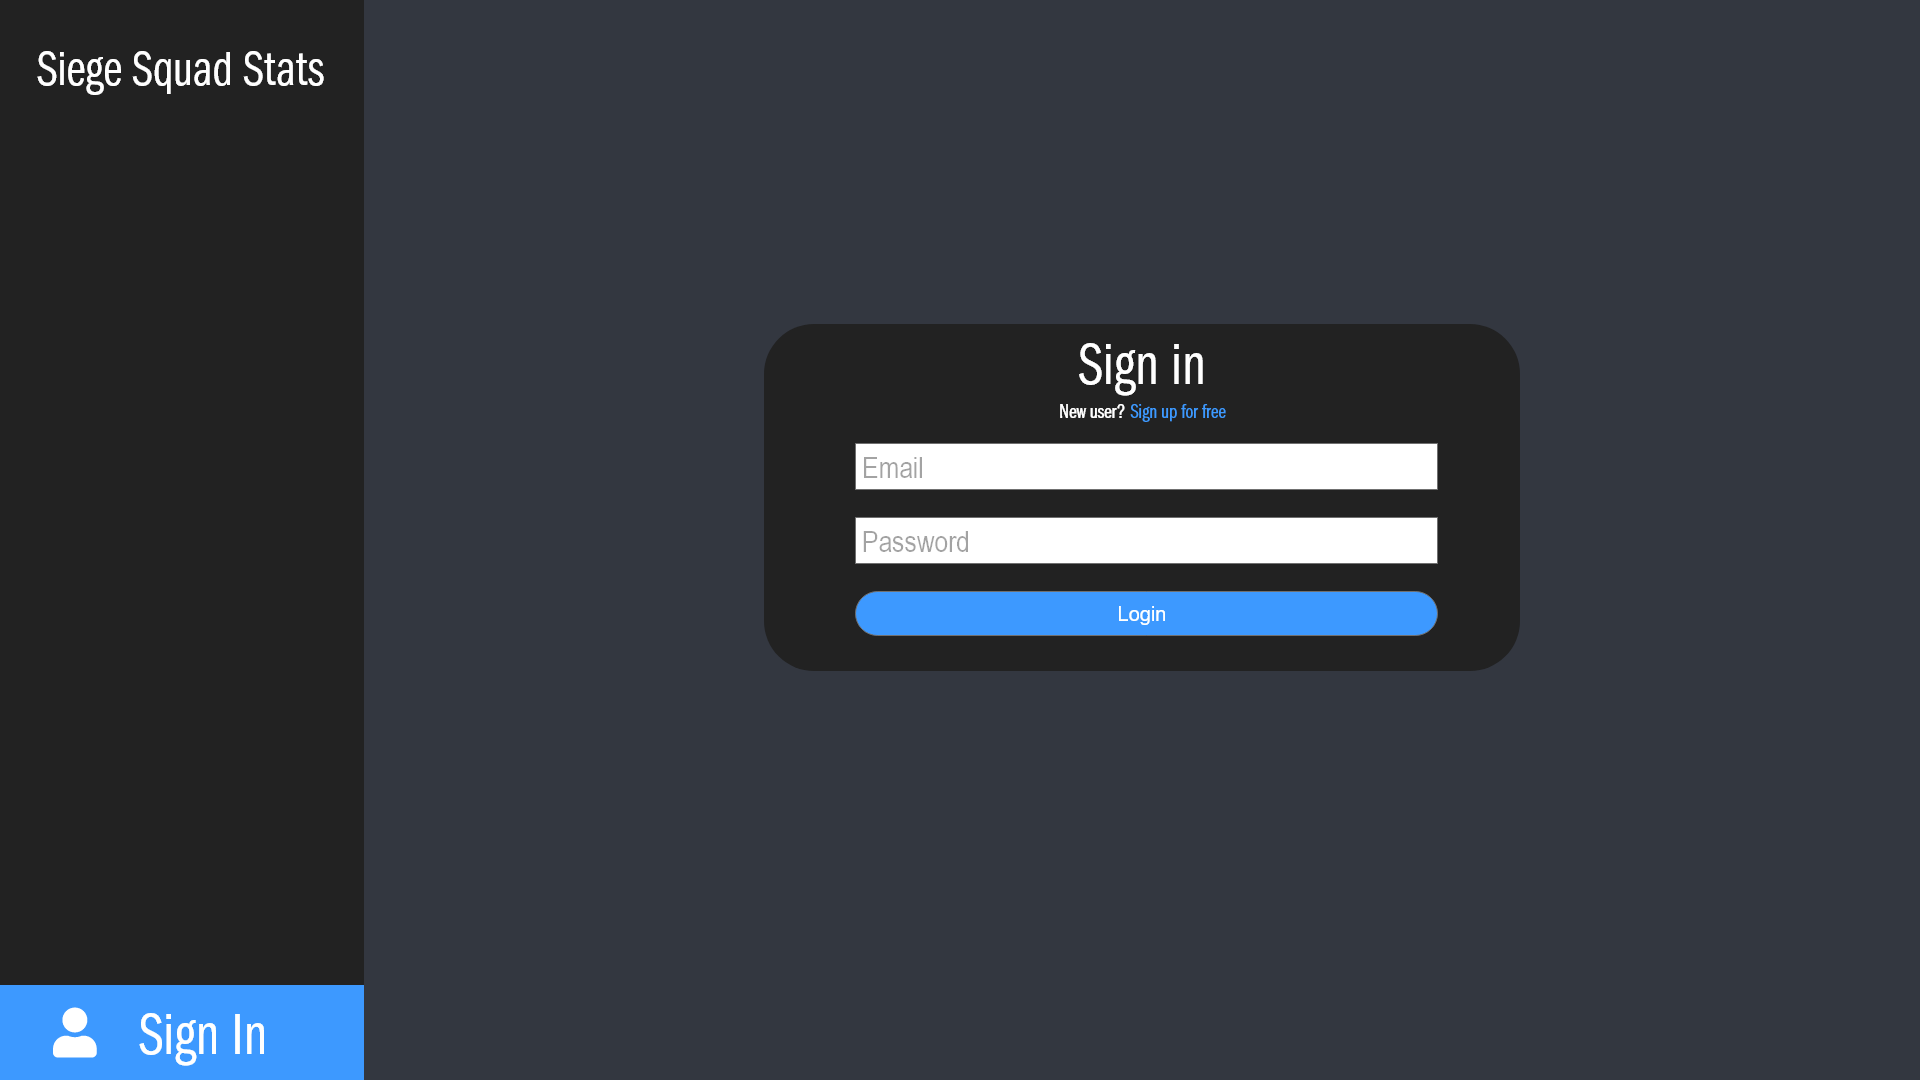 Siege Squad Stats
Sign in
New user? Sign up for free
Email
Password
Login
Sign In